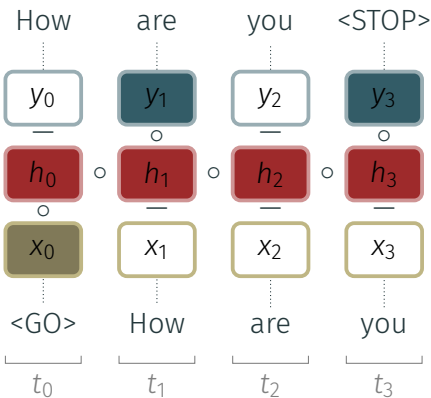 How are you <STOP>
y0 y1 y2 y3
h0 h1 h2 h3
x0 x1 x2 x3
<GO> How are you
t0 t1 t2 t3